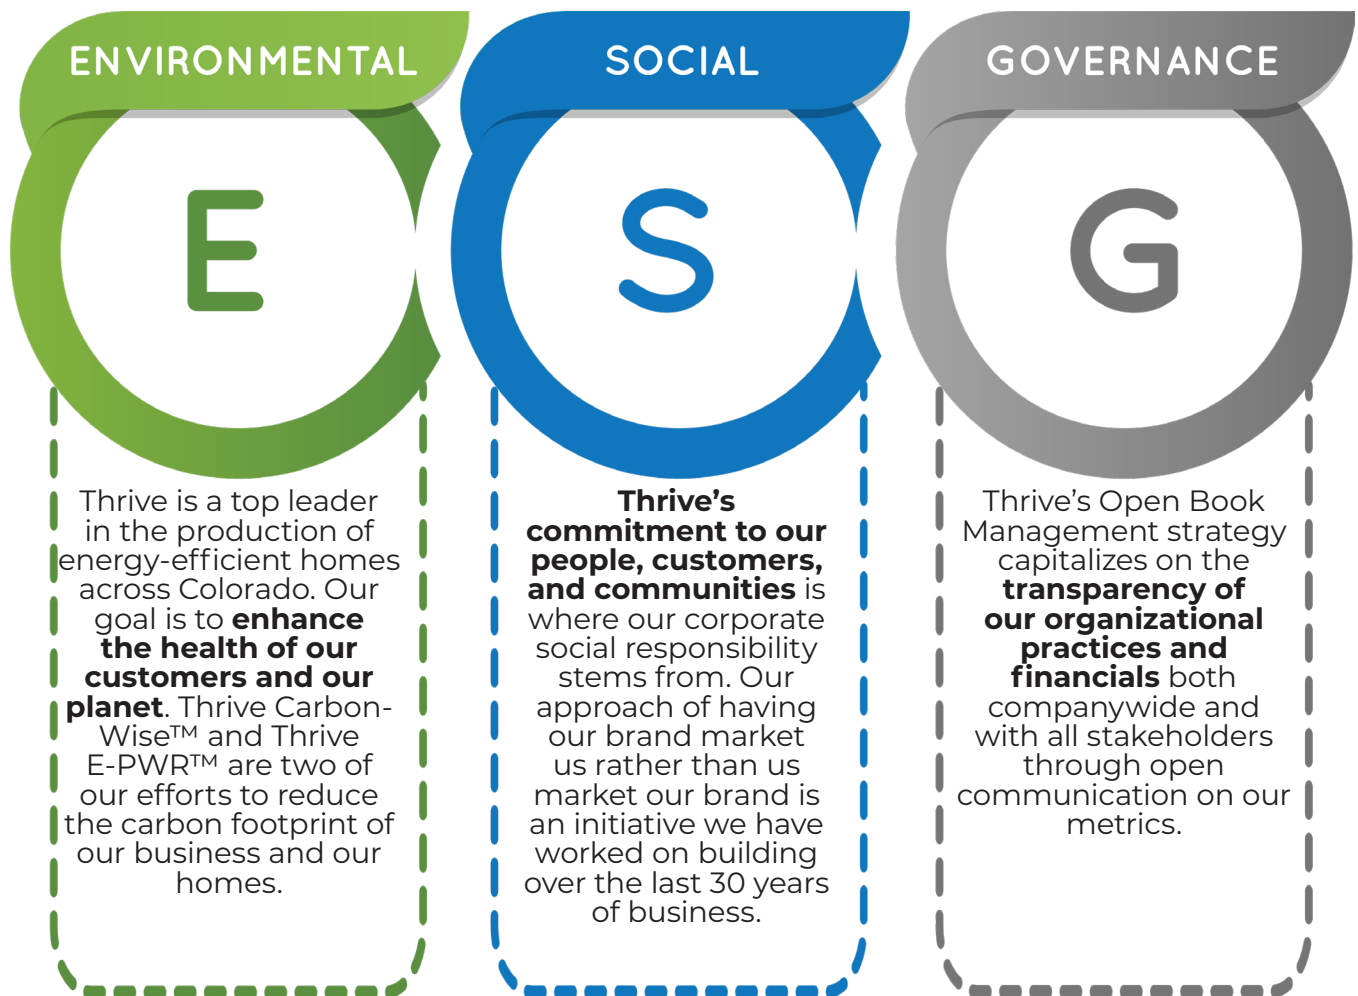 ENVIRONMENTAL
E
Thrive is a top leader
in the production of
energy-efficient homes
across Colorado. Our
goal is to enhance
the health of our
customers and our
planet. Thrive Carbon-
Wise™ and Thrive
E-PWR™ are two of
our efforts to reduce
the carbon footprint of
our business and our
homes.
SOCIAL
S
Thrive’s
commitment to our
people, customers,
and communities is
where our corporate
social responsibility
stems from. Our
approach of having
our brand market
us rather than us
market our brand is
an initiative we have
worked on building
over the last 30 years
of business.
GOVERNANCE
G
Thrive’s Open Book
Management strategy
capitalizes on the
transparency of
our organizational
practices and
financials both
companywide and
with all stakeholders
through open
communication on our
metrics.